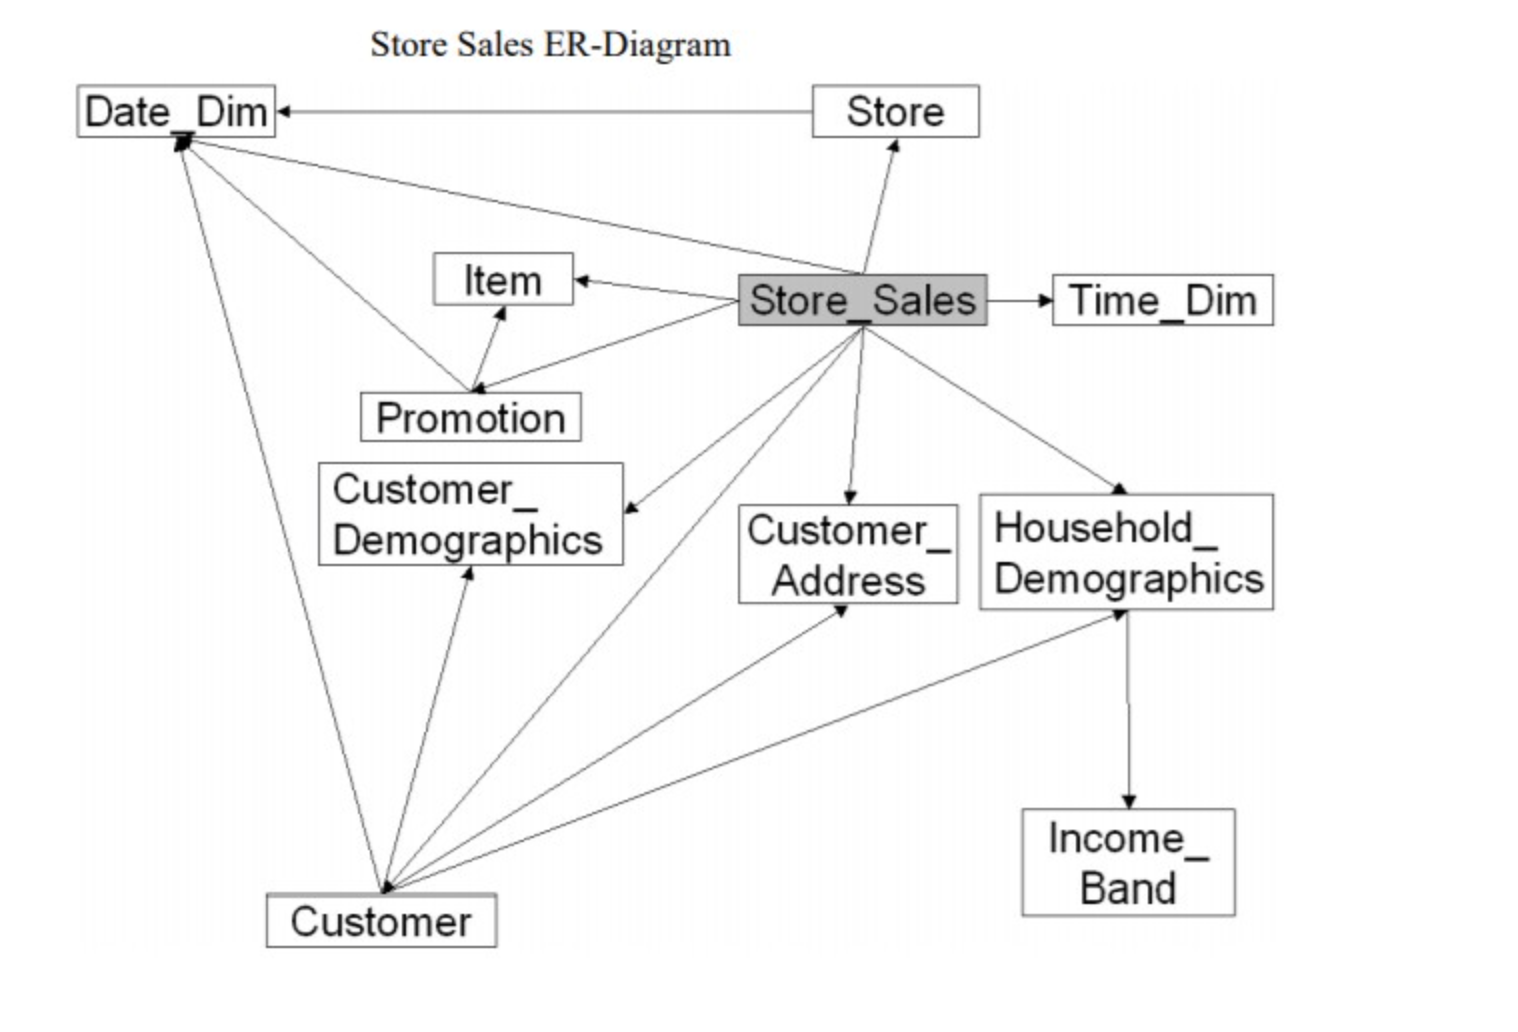 Store Sales ER-Diagram
Date_Dim
Store
Item
Store_Sales
Time_Dim
Promotion
Customer_
Demographics
Customer_
Address
Household_
Demographics
Income_
Band
Customer